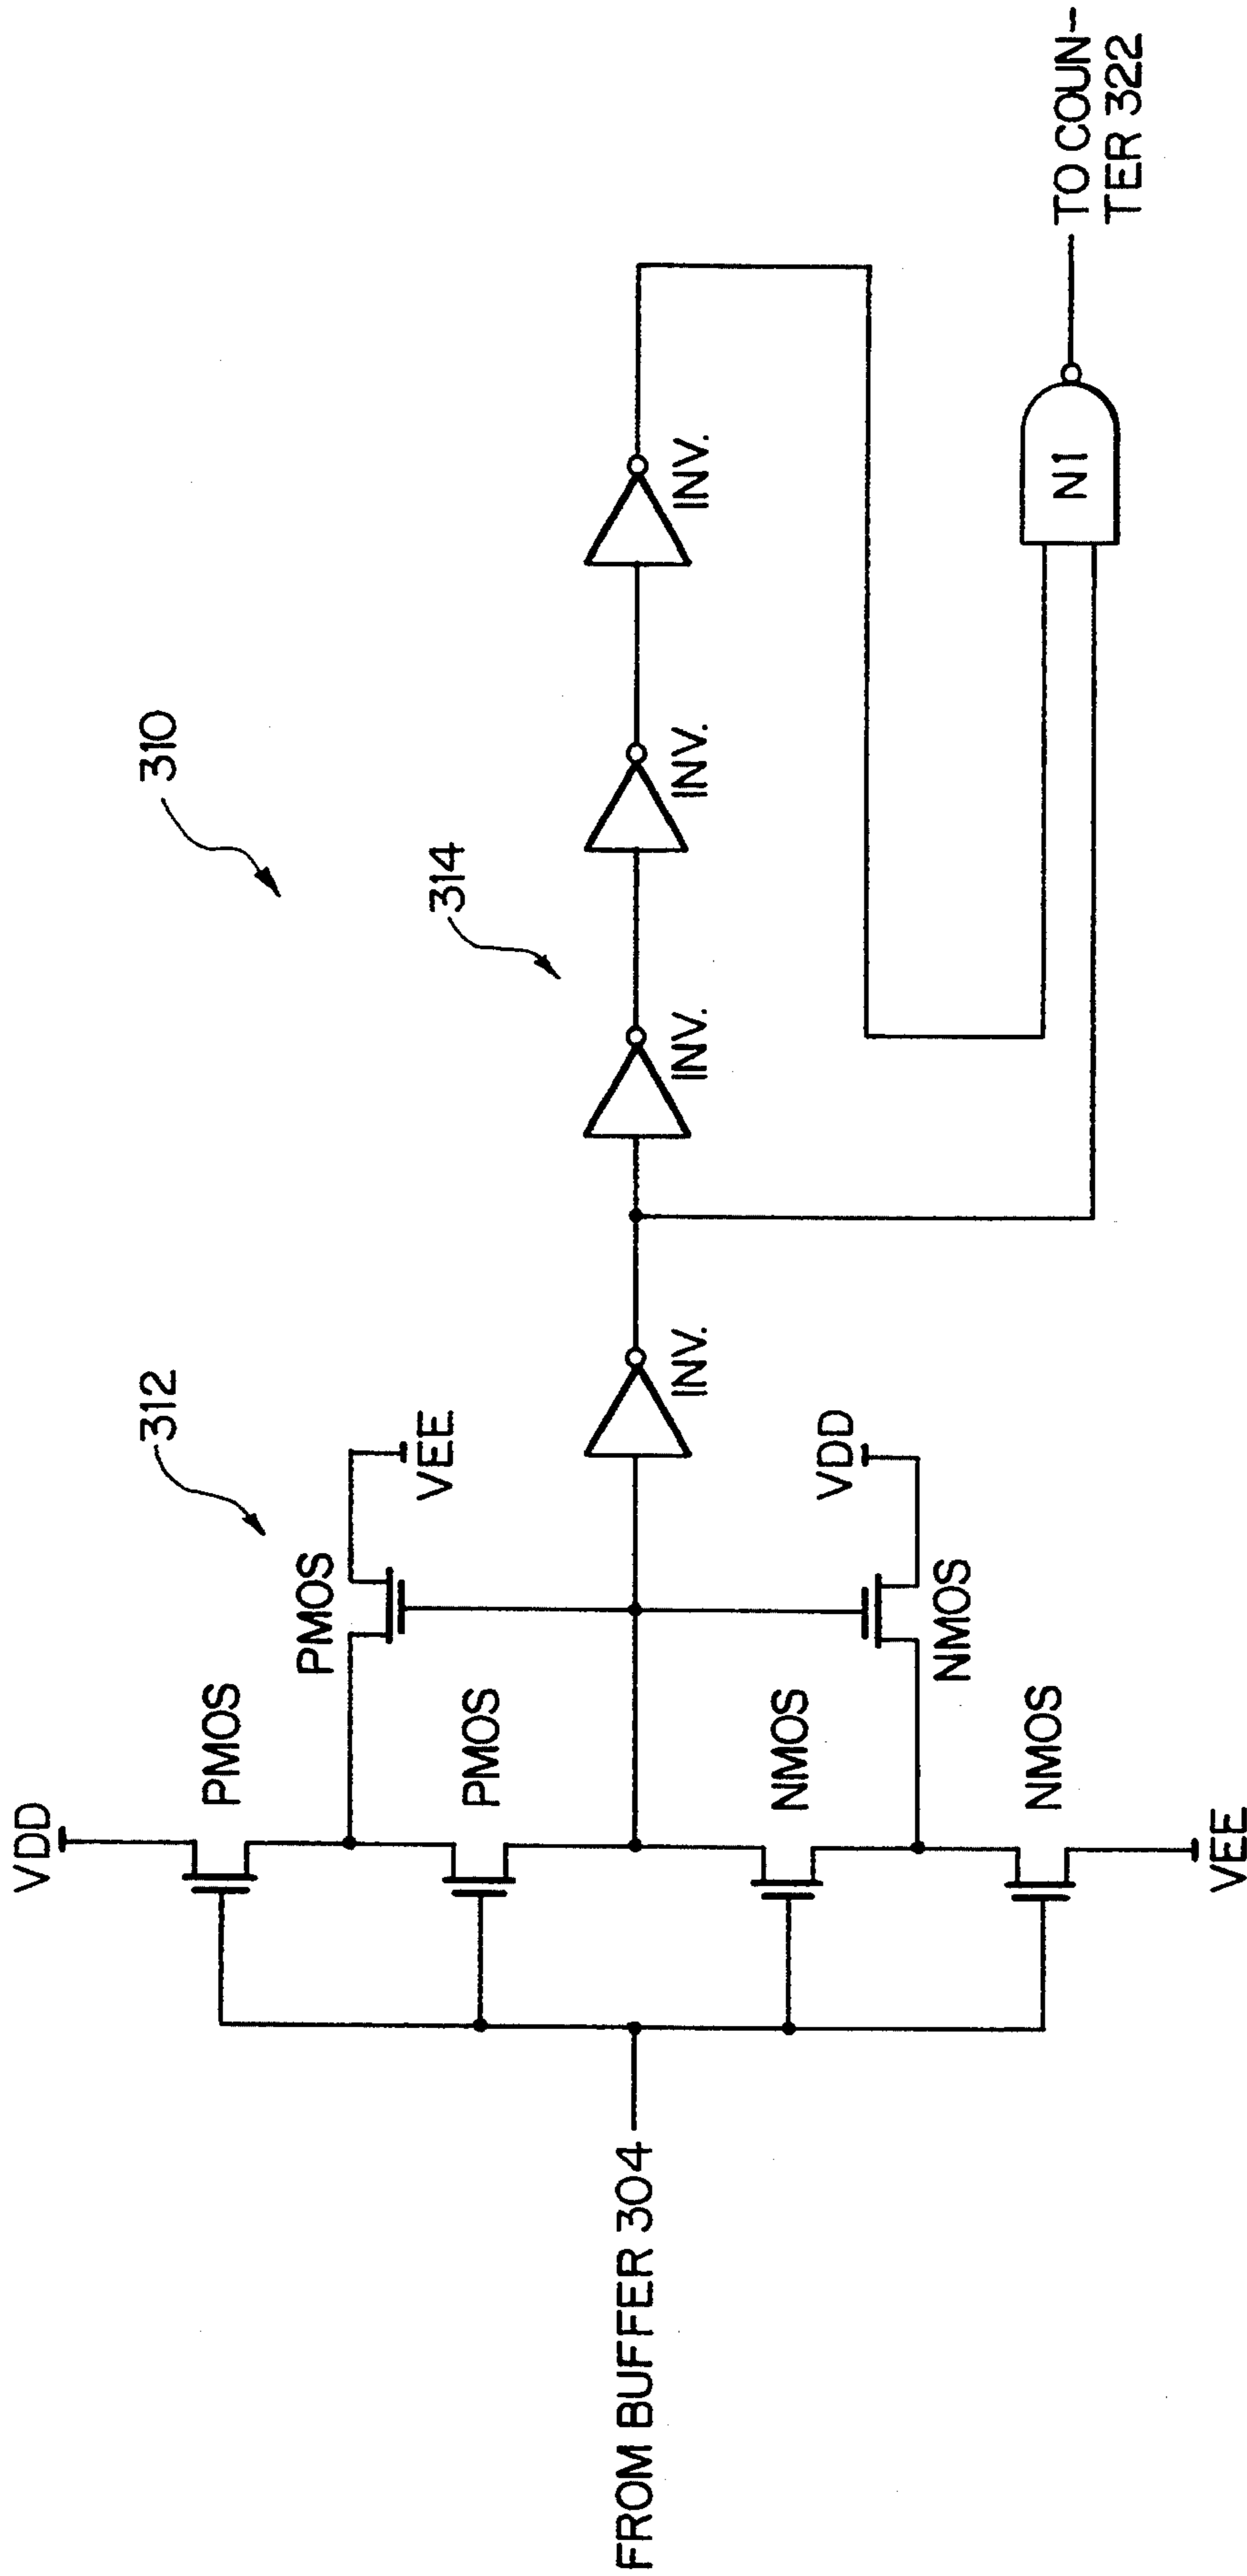 310
312
314
VDD
PMOS
PMOS
VEE
PMOS
FROM BUFFER 304
INV.
INV.
INV.
INV.
NMOS
VDD
NMOS
NMOS
VEE
N1
TO COUN-
TER 322